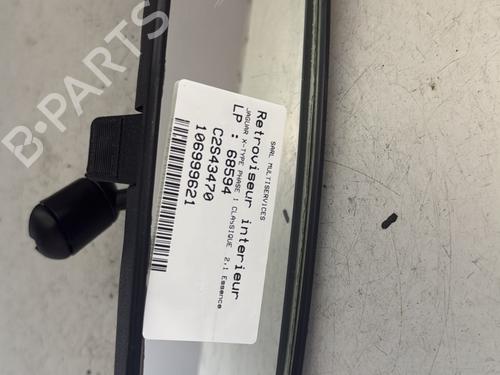 B-PARTS
SARL MULTISERVICES
Retroviseur interieur
JAGUAR X-TYPE PHASE 1 CLASSIQUE 2.1 Essence
LP : 68594
C2S43470
106999621